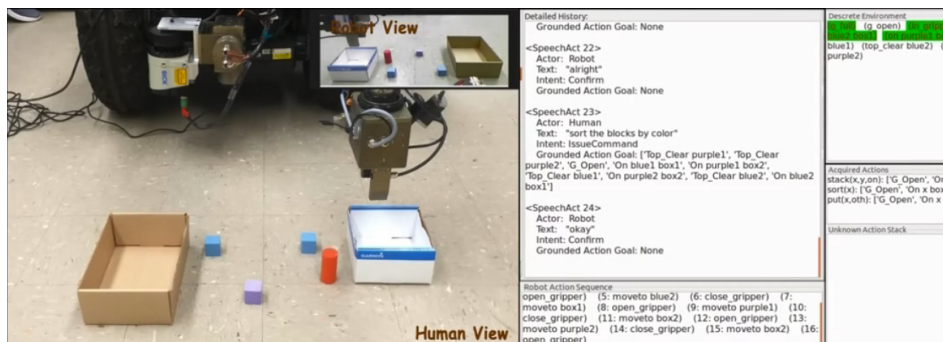 Robot View
Human View
Detailed History:
Grounded Action Goal: None
<SpeechAct 22>
Actor: Robot
Text: "alright"
Intent: Confirm
Grounded Action Goal: None
<SpeechAct 23>
Actor: Human
Text: "sort the blocks by color"
Intent: IssueCommand
Grounded Action Goal: ['Top_Clear purple1', 'Top_Clear
purple2', 'G_Open', 'On blue1 box1', 'On purple1 box2',
'Top_Clear blue1', 'On purple2 box2', 'Top_Clear blue2', 'On blue2
box1']
<SpeechAct 24>
Actor: Robot
Text: "okay"
Intent: Confirm
Grounded Action Goal: None
Robot Action Sequence
open_gripper) (5: moveto blue2) (6: close_gripper) (7:
moveto box1) (8: open_gripper) (9: moveto purple1) (10:
close_gripper) (11: moveto box2) (12: open_gripper) (13:
moveto purple2) (14: close_gripper) (15: moveto box2) (16:
open_gripper)
Descrete Environment
(g_full) (g_open)
blue2 box1) (on purple1
blue1) (top_clear blue2) (
purple2)
Acquired Actions
stack(x,y,on): ['G_Open', 'On
sort(x): ['G_Open', 'On x box
put(x,oth): ['G_Open', 'On x
Unknown Action Stack